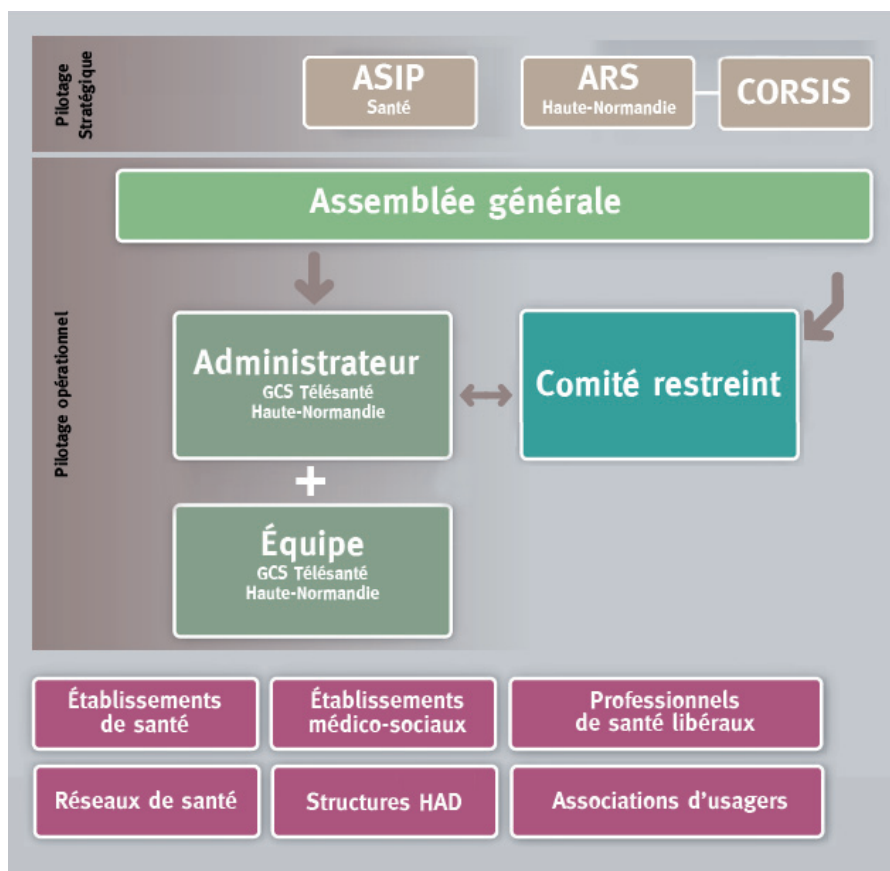 Pilotage
Stratégique
ASIP
Santé
ARS
Haute-Normandie
CORSIS
Pilotage opérationnel
Assemblée générale
Administrateur
GCS Télésanté
Haute-Normandie
Comité restreint
+
Équipe
GCS Télésanté
Haute-Normandie
Établissements
de santé
Établissements
médico-sociaux
Professionnels
de santé libéraux
Réseaux de santé
Structures HAD
Associations d'usagers